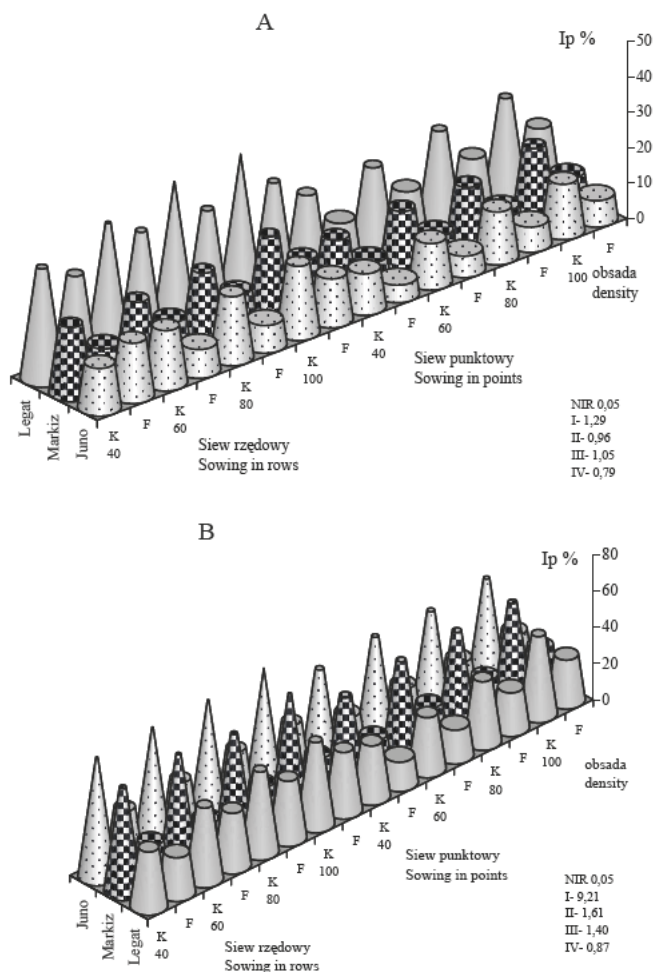 A
Ip %
50
40
30
20
10
0
F
K
100
F
K
80
F
K
60
F
K
40
F
K
100
F
K
80
F
K
60
F
K
40
obsada
density
Siew punktowy
Sowing in points
Siew rzędowy
Sowing in rows
Legat
Markiz
Juno
NIR 0,05
I- 1,29
II- 0,96
III- 1,05
IV- 0,79
B
Ip %
80
60
40
20
0
F
K
100
F
K
80
F
K
60
F
K
40
F
K
100
F
K
80
F
K
60
F
K
40
obsada
density
Siew punktowy
Sowing in points
Siew rzędowy
Sowing in rows
Juno
Markiz
Legat
NIR 0,05
I- 9,21
II- 1,61
III- 1,40
IV- 0,87